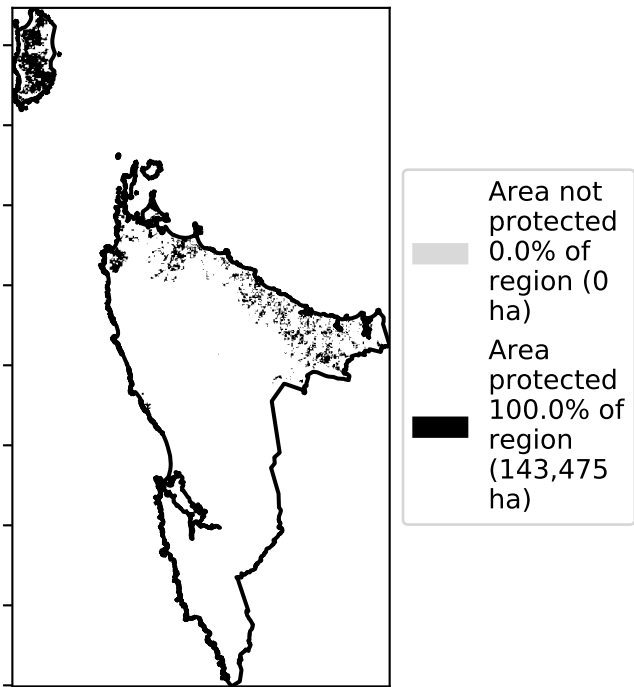 Area not
protected
0.0% of
region (0
ha)
Area
protected
100.0% of
region
(143,475
ha)